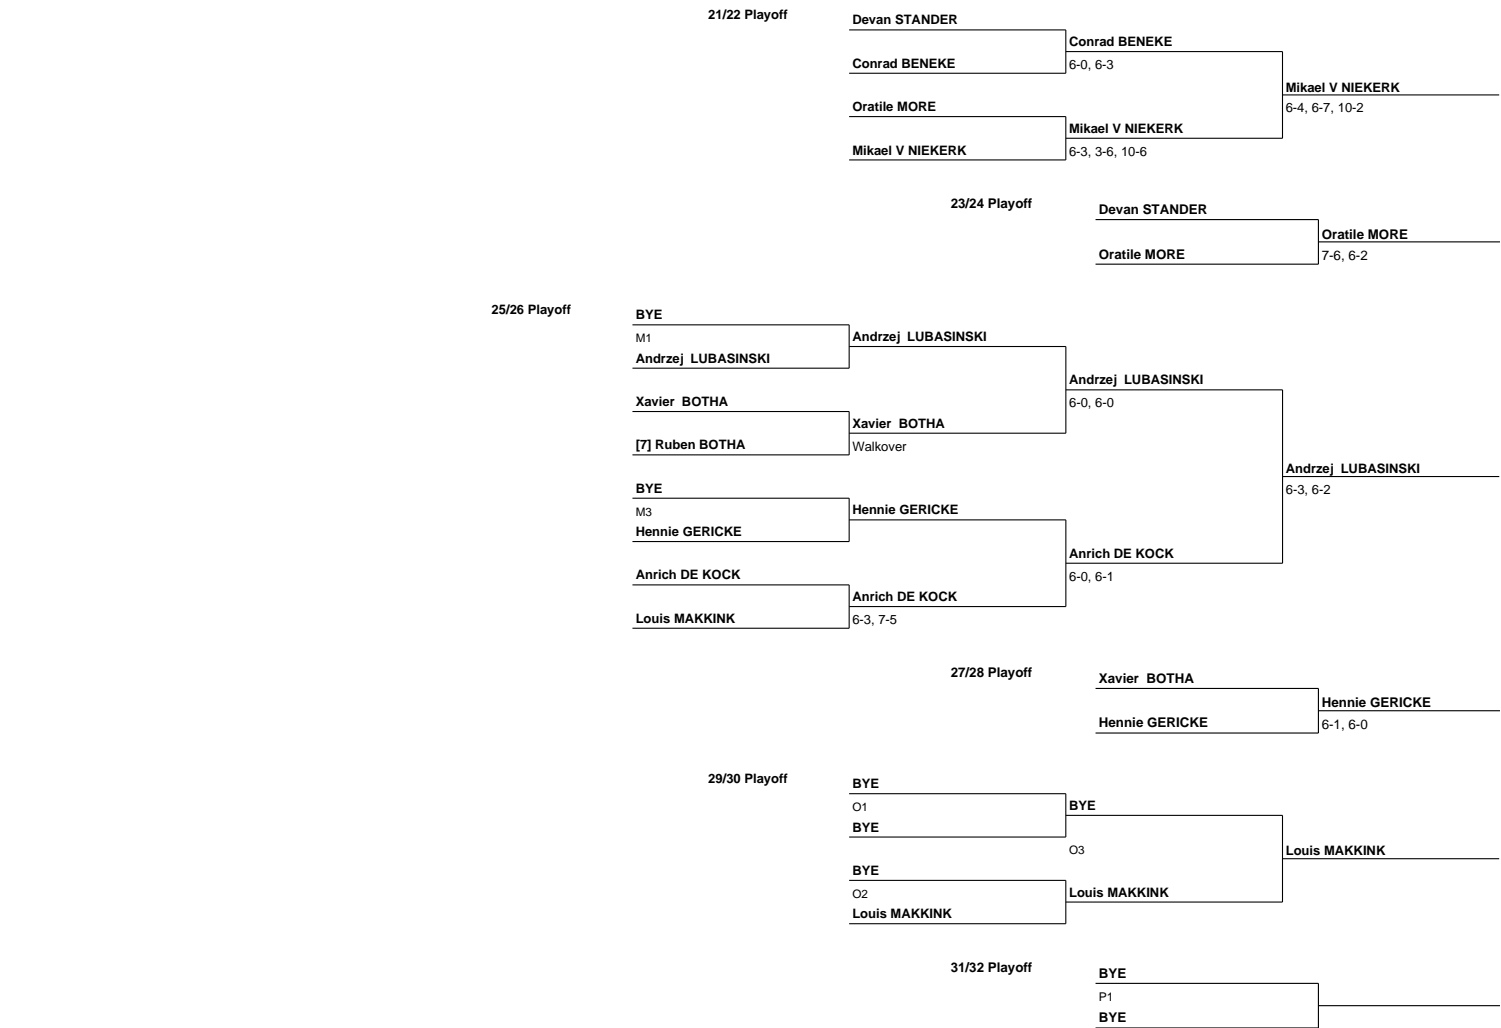 21/22 Playoff
Devan STANDER
Conrad BENEKE
Conrad BENEKE
6-0, 6-3
Mikael V NIEKERK
6-4, 6-7, 10-2
Oratile MORE
Mikael V NIEKERK
Mikael V NIEKERK
6-3, 3-6, 10-6
23/24 Playoff
Devan STANDER
Oratile MORE
Oratile MORE
7-6, 6-2
25/26 Playoff
BYE
M1
Andrzej LUBASINSKI
Andrzej LUBASINSKI
Andrzej LUBASINSKI
6-0, 6-0
Xavier BOTHA
Xavier BOTHA
[7] Ruben BOTHA
Walkover
Andrzej LUBASINSKI
6-3, 6-2
BYE
M3
Hennie GERICKE
Hennie GERICKE
Anrich DE KOCK
6-0, 6-1
Anrich DE KOCK
Anrich DE KOCK
Louis MAKKINK
6-3, 7-5
27/28 Playoff
Xavier BOTHA
Hennie GERICKE
Hennie GERICKE
6-1, 6-0
29/30 Playoff
BYE
O1
BYE
BYE
O3
Louis MAKKINK
BYE
O2
Louis MAKKINK
Louis MAKKINK
31/32 Playoff
BYE
P1
BYE